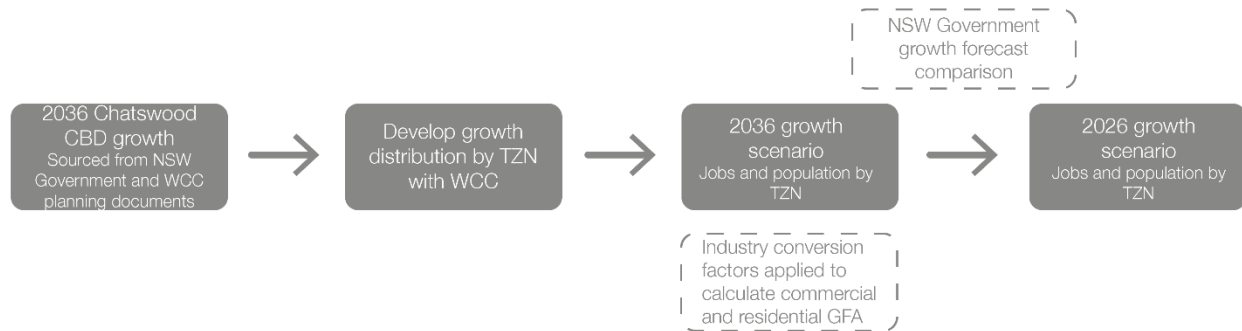 NSW Government
growth forecast
comparison
2036 Chatswood
CBD growth
Sourced from NSW
Government and WCC
planning documents
Develop growth
distribution by TZN
with WCC
2036 growth
scenario
Jobs and population by
TZN
2026 growth
scenario
Jobs and population by
TZN
Industry conversion
factors applied to
calculate commercial
and residential GFA